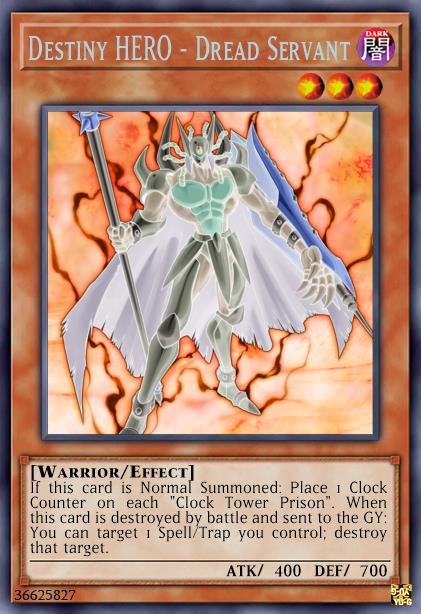 DESTINY HERO - DREAD SERVANT
DARK
闇
[WARRIOR/EFFECT]
If this card is Normal Summoned: Place 1 Clock
Counter on each "Clock Tower Prison". When
this card is destroyed by battle and sent to the GY:
You can target 1 Spell/Trap you control; destroy
that target.
ATK/ 400 DEF/ 700
36625827